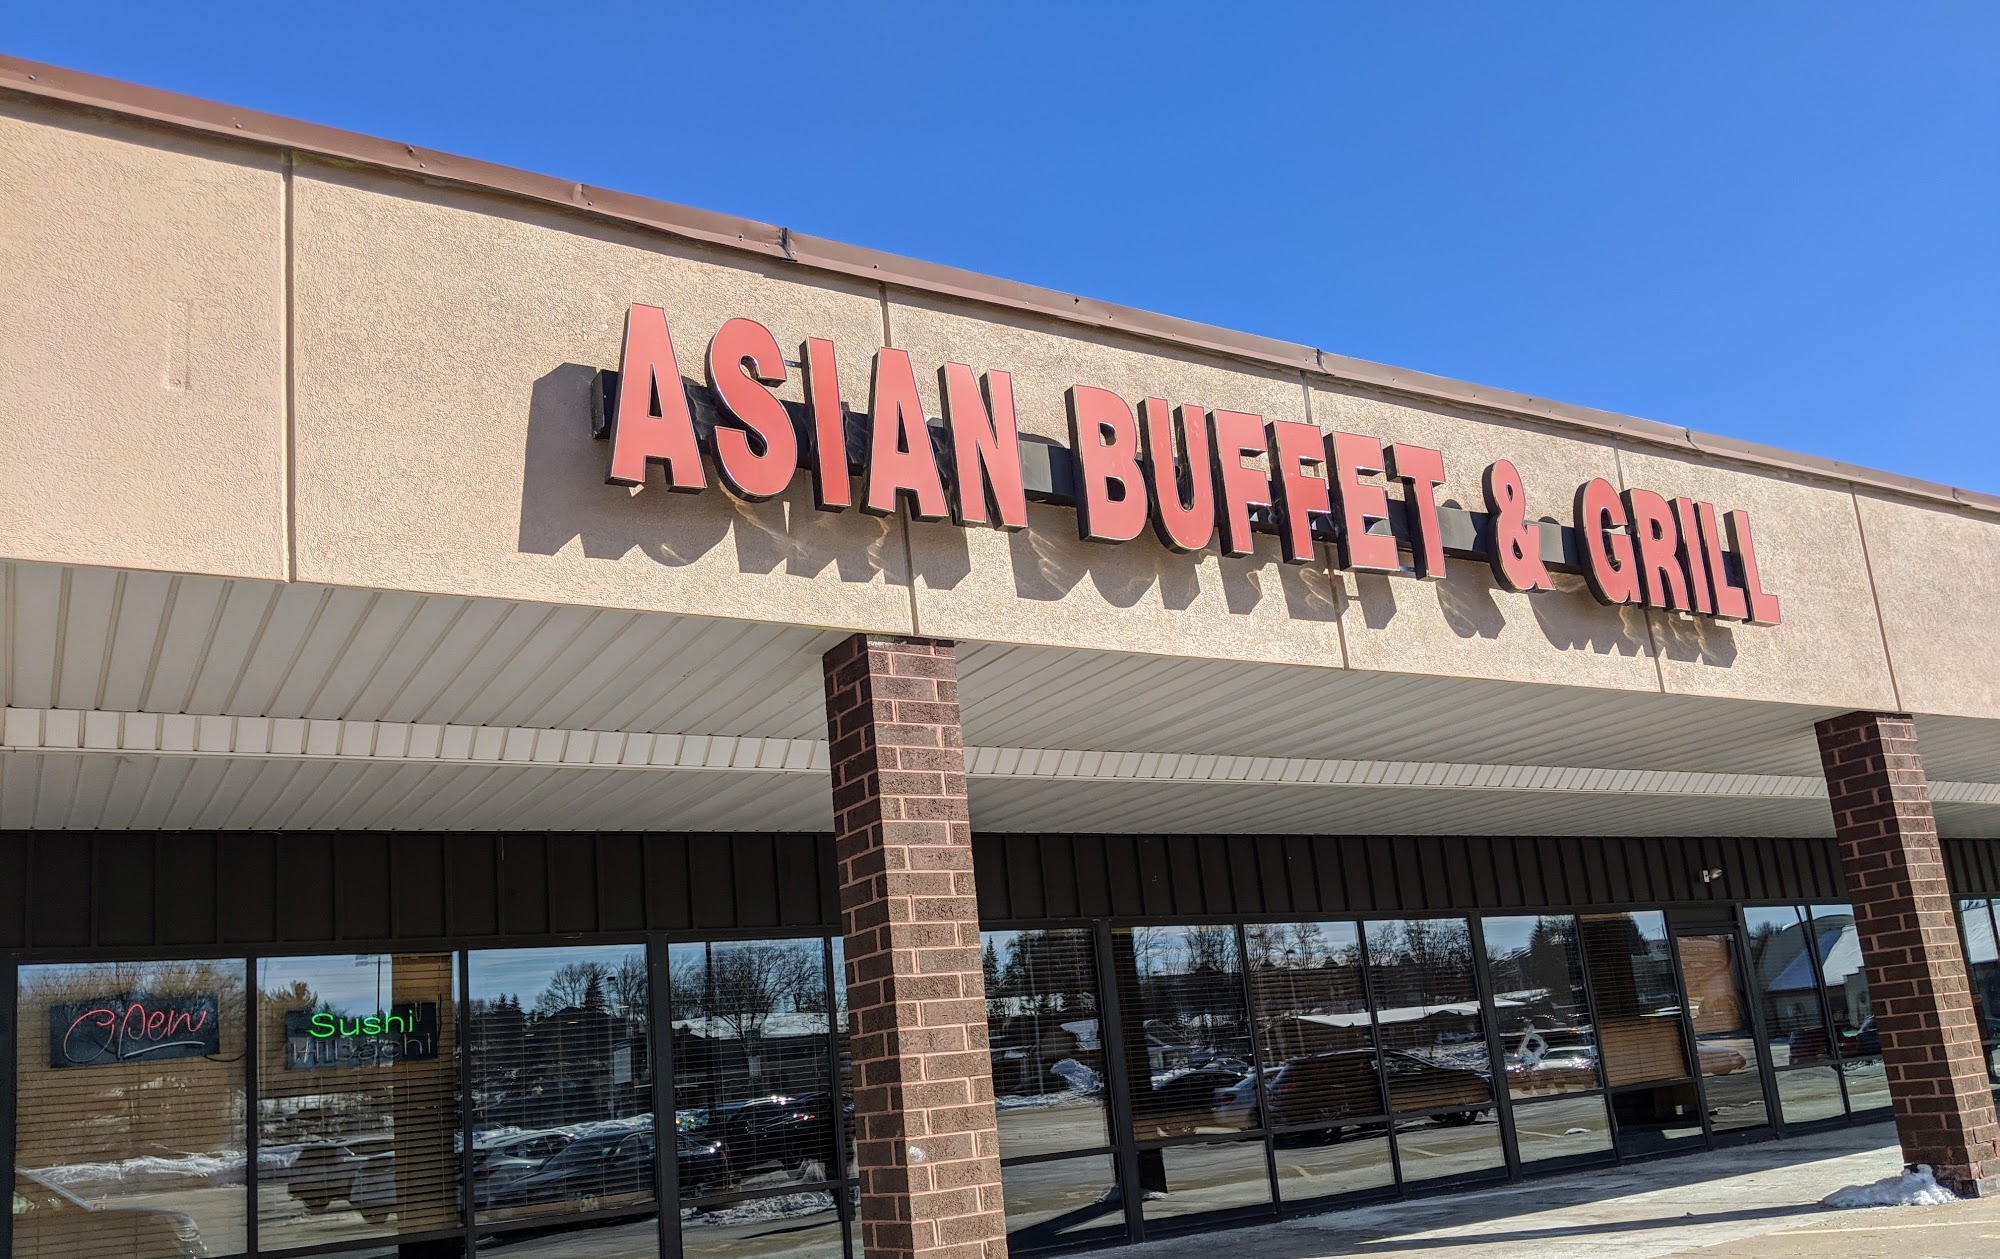 ASIAN BUFFET & GRILL
Open
Sushi
Hibachi